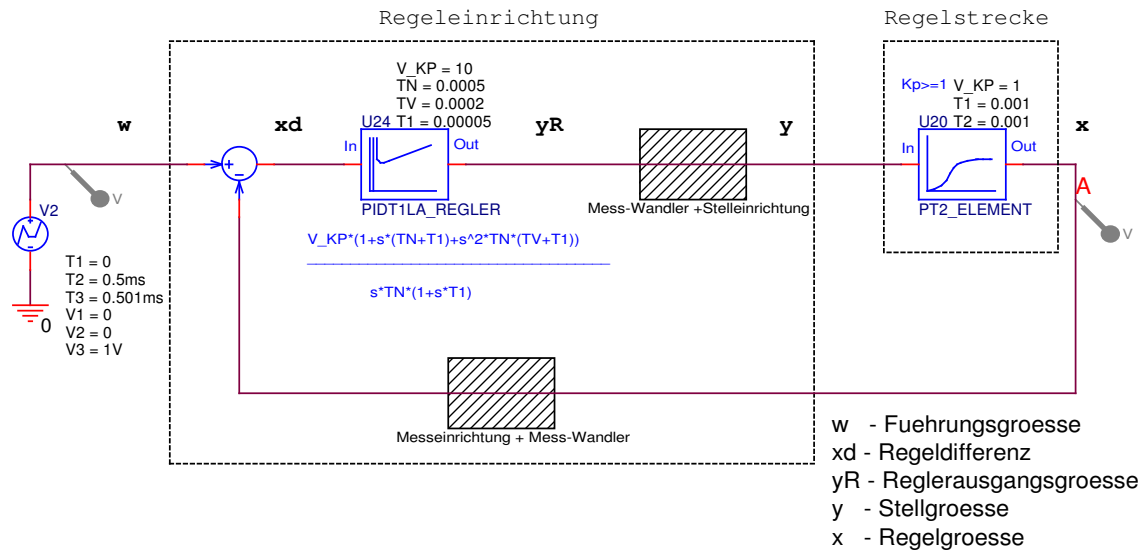 Regeleinrichtung
Regelstrecke
V_KP = 10
TN = 0.0005
TV = 0.0002
T1 = 0.00005
U24
In
Out
PIDT1LA_REGLER
V_KP*(1+s*(TN+T1)+s^2*TN*(TV+T1))
s*TN*(1+s*T1)
w
xd
yR
y
Mess-Wandler +Stelleinrichtung
Kp>=1
V_KP = 1
T1 = 0.001
T2 = 0.001
U20
In
Out
PT2_ELEMENT
x
A
V
V
+
-
V2
+
-
T1 = 0
T2 = 0.5ms
T3 = 0.501ms
V1 = 0
V2 = 0
V3 = 1V
0
Messeinrichtung + Mess-Wandler
w - Fuehrungsgroesse
xd - Regeldifferenz
yR - Reglerausgangsgroesse
y - Stellgroesse
x - Regelgroesse